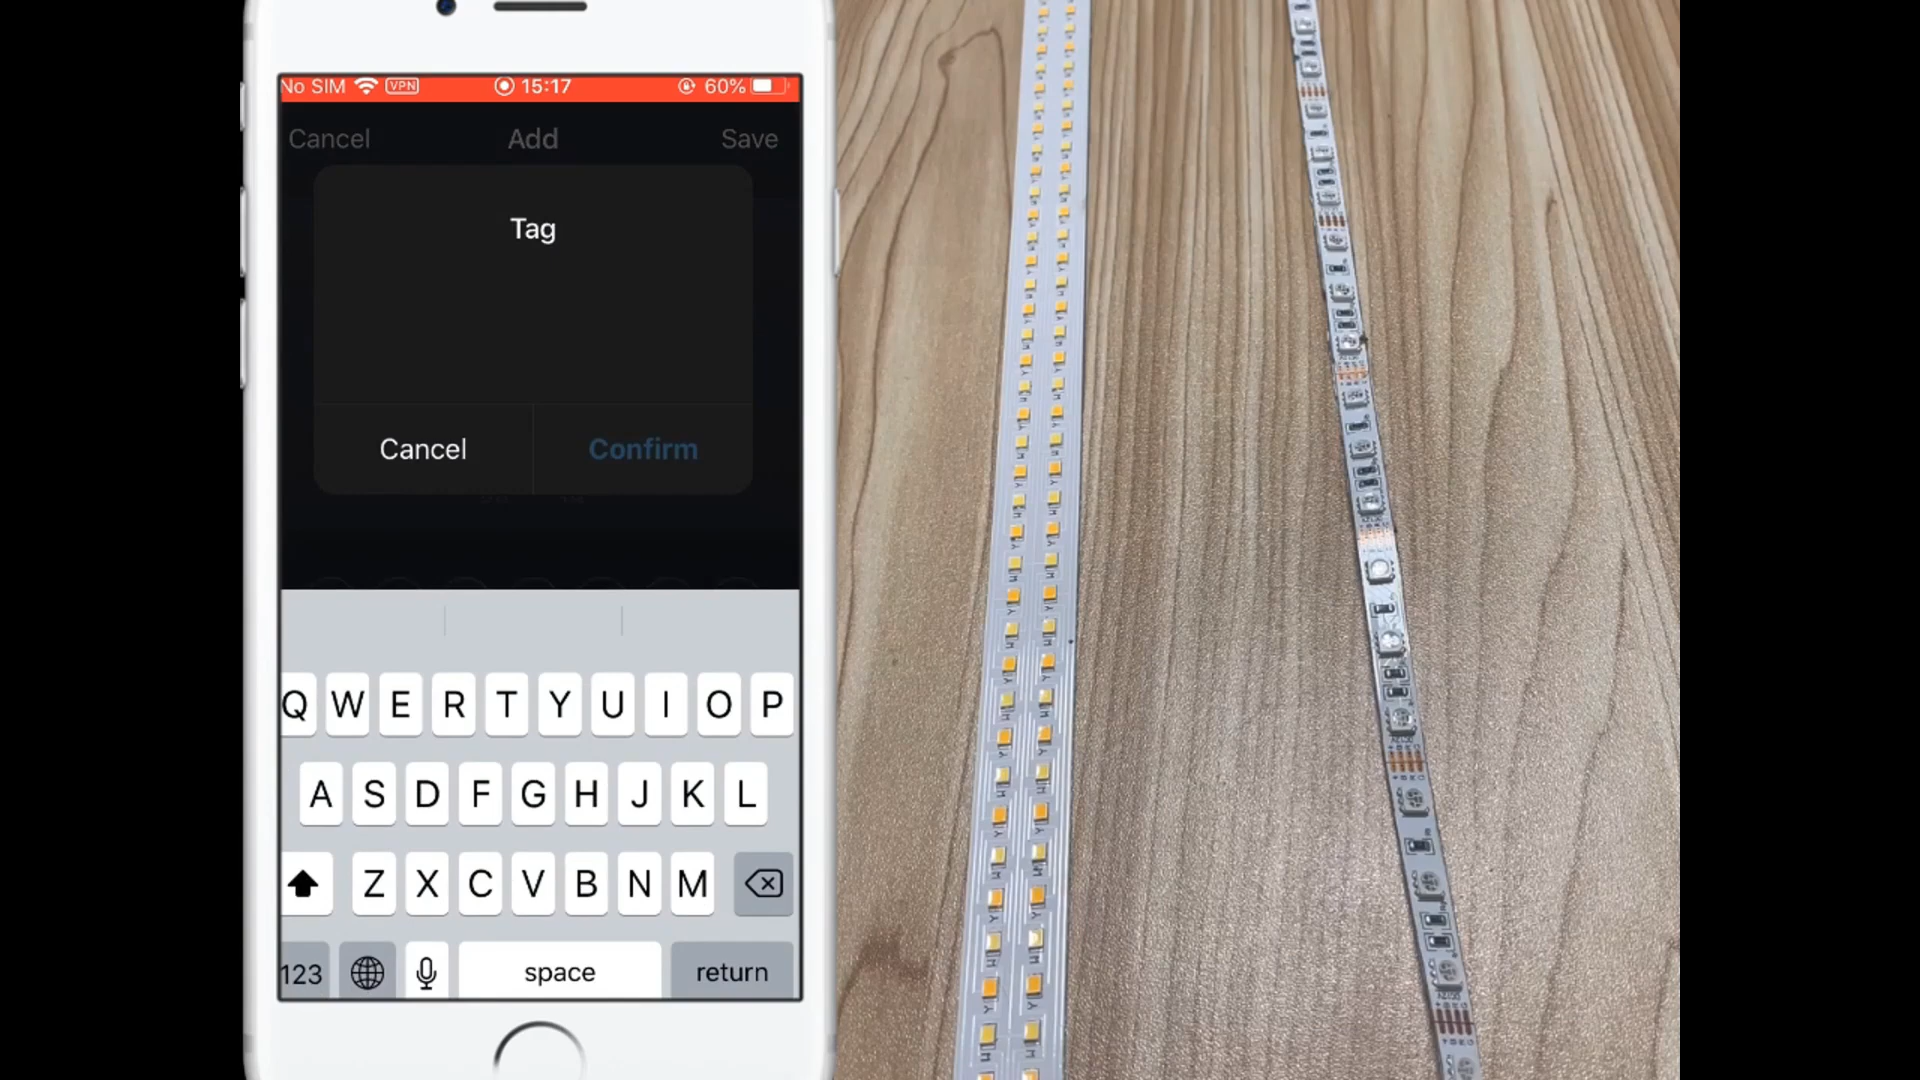 No SIM VPN 15:17 60%
Cancel Add Save
Tag
Cancel Confirm
Q W E R T Y U I O P
A S D F G H J K L
Z X C V B N M
123 space return